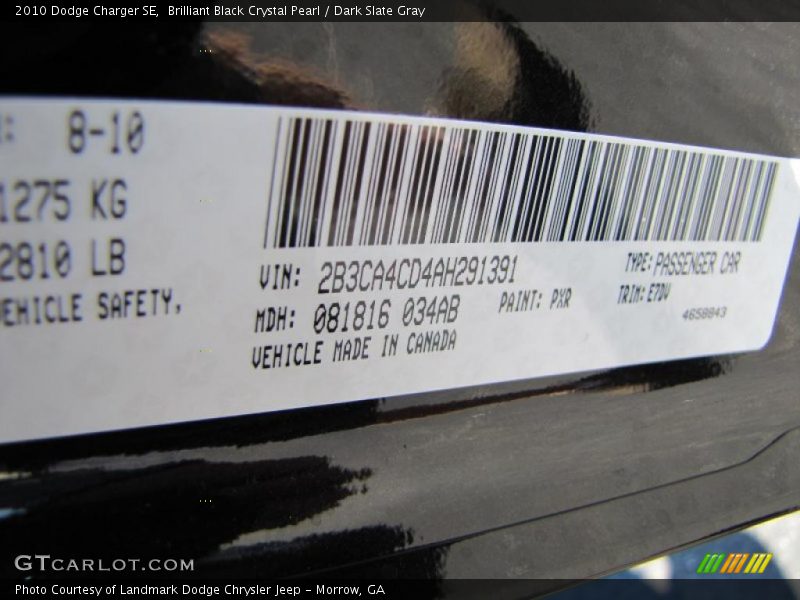 2010 Dodge Charger SE,  Brilliant Black Crystal Pearl / Dark Slate Gray
8-10
1275 KG
2810 LB
VEHICLE SAFETY,
VIN: 2B3CA4CD4AH291391
TYPE: PASSENGER CAR
MDH: 081816 034AB
PAINT: PXR
TRIM: E7DV
4658843
VEHICLE MADE IN CANADA
GTCARLOT.COM
Photo Courtesy of Landmark Dodge Chrysler Jeep – Morrow, GA